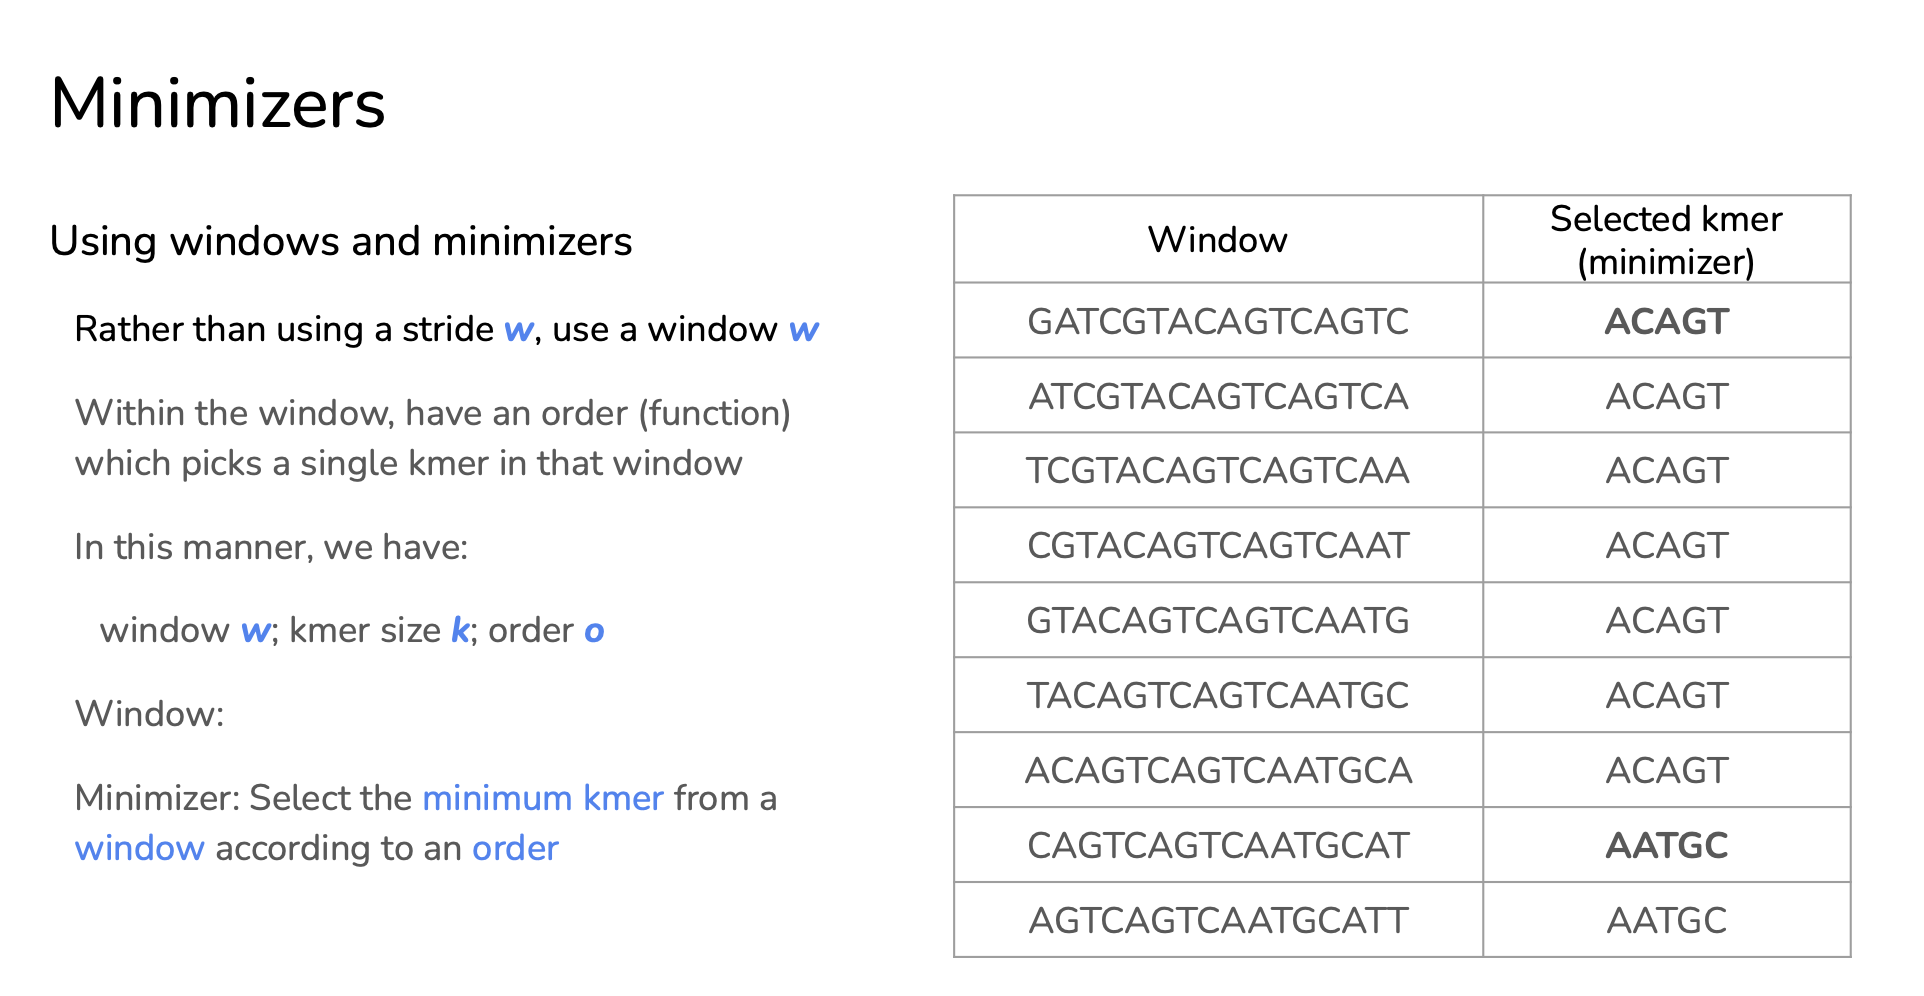 Minimizers
Using windows and minimizers
Rather than using a stride w, use a window w
Within the window, have an order (function)
which picks a single kmer in that window
In this manner, we have:
window w; kmer size k; order o
Window:
Minimizer: Select the minimum kmer from a
window according to an order
Window
Selected kmer
(minimizer)
GATCGTACAGTCAGTC ACAGT
ATCGTACAGTCAGTCA ACAGT
TCGTACAGTCAGTCAA ACAGT
CGTACAGTCAGTCAAT ACAGT
GTACAGTCAGTCAATG ACAGT
TACAGTCAGTCAATGC ACAGT
ACAGTCAGTCAATGCA ACAGT
CAGTCAGTCAATGCAT AATGC
AGTCAGTCAATGCATT AATGC